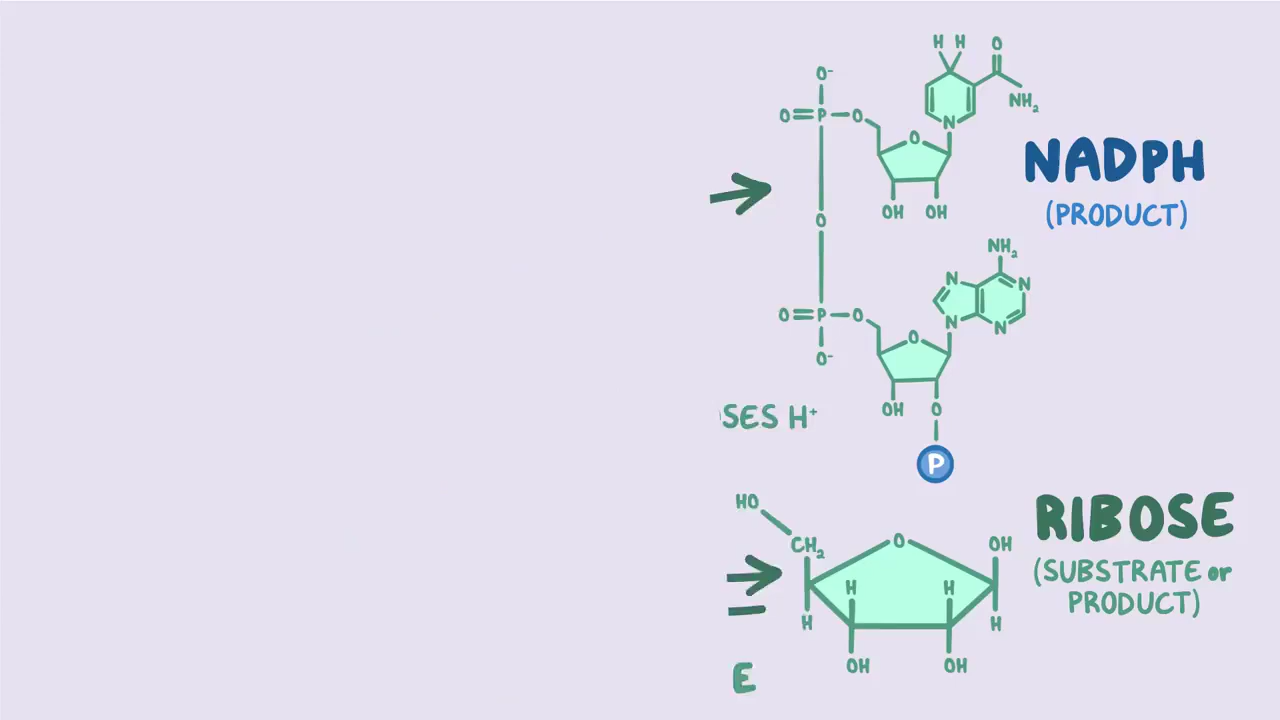 H H O
NH₂
N
O⁻
O P O
O
OH OH
NADPH
(PRODUCT)
O
NH₂
N N
N N
O P O
O
O⁻
OH O
SES H⁺
P
RIBOSE
(SUBSTRATE or
PRODUCT)
HO
CH₂ O OH
H H
H H
OH OH
E